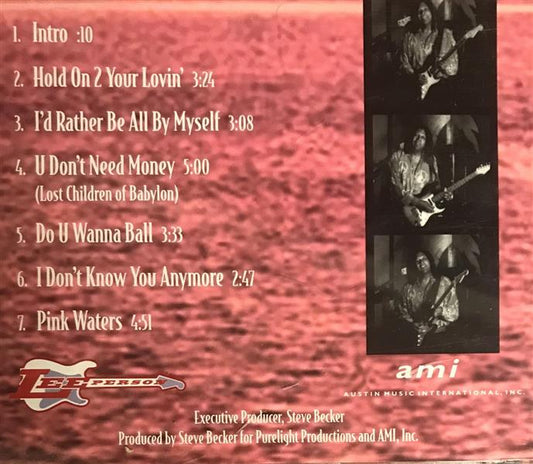 1. Intro :10
2. Hold On 2 Your Lovin' 3:24
3. I'd Rather Be All By Myself 3:08
4. U Don't Need Money 5:00
(Lost Children of Babylon)
5. Do U Wanna Ball 3:33
6. I Don't Know You Anymore 2:47
7. Pink Waters 4:51
LEE PERSON
ami
AUSTIN MUSIC INTERNATIONAL, INC.
Executive Producer, Steve Becker
Produced by Steve Becker for Purelight Productions and AMI, Inc.